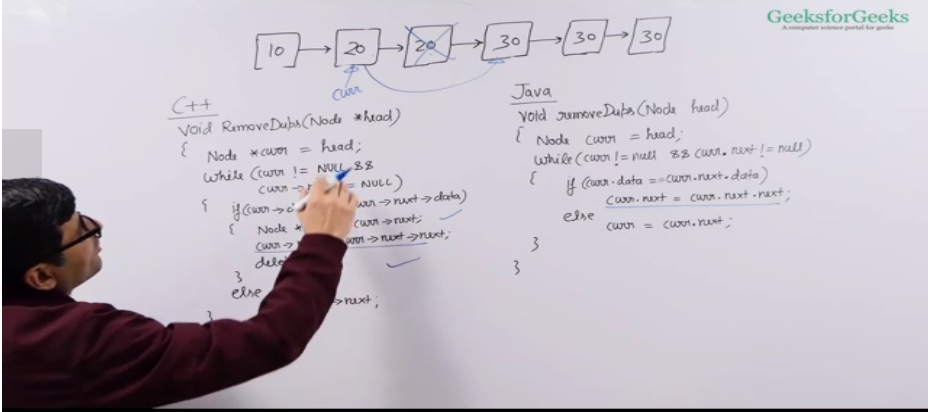 GeeksforGeeks
A computer science portal for geeks
10 → 20 → 20 → 30 → 30 → 30
curr
C++
Void RemoveDups(Node *head)
{ Node *curr = head;
while (curr != NULL &&
curr → = NULL)
{ if(curr → curr → next → data)
{ Node * curr → next;
curr → curr → next → next;
}
else
→ next;
}
Java
Void removeDups(Node head)
{ Node curr = head;
while(curr != null && curr.next != null)
{ if (curr.data == curr.next.data)
curr.next = curr.next.next;
else
curr = curr.next;
}
}